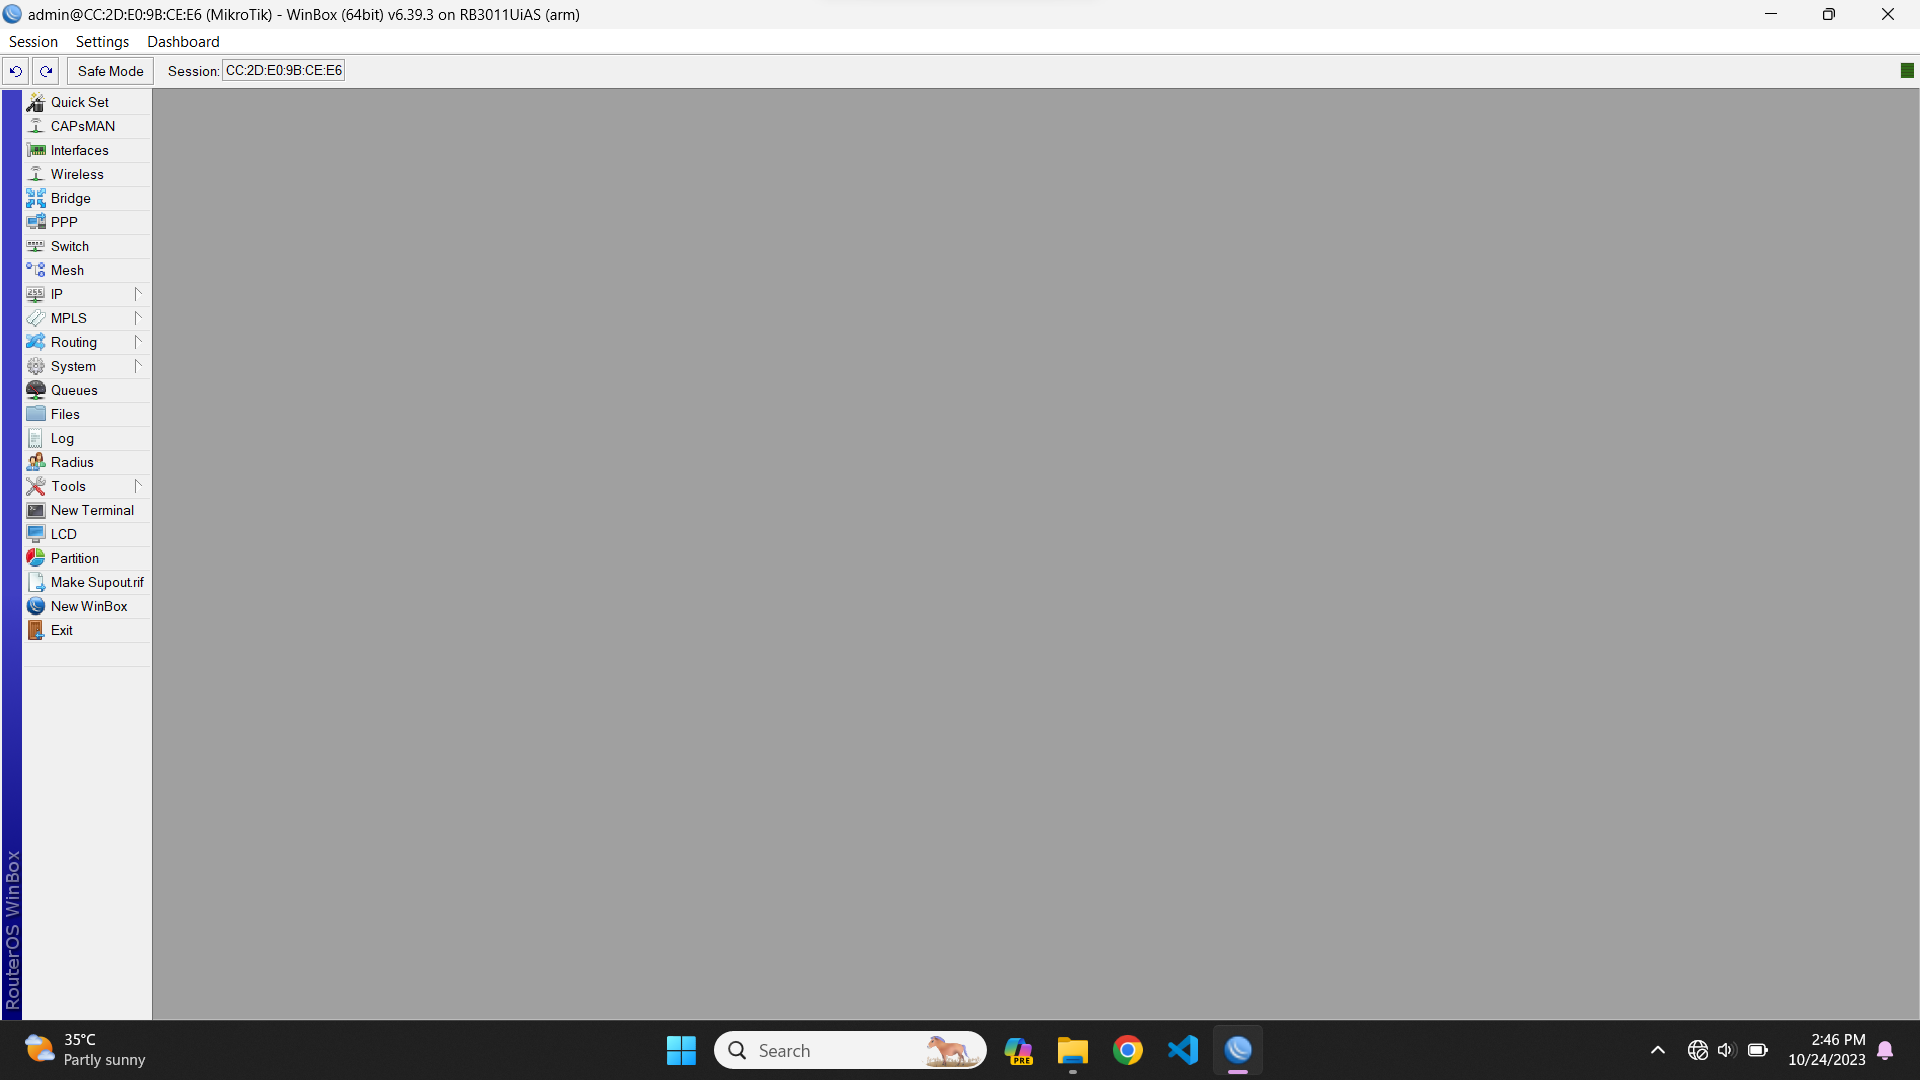 admin@CC:2D:E0:9B:CE:E6 (MikroTik) - WinBox (64bit) v6.39.3 on RB3011UiAS (arm)
Session Settings Dashboard
Safe Mode Session: CC:2D:E0:9B:CE:E6
Quick Set
CAPsMAN
Interfaces
Wireless
Bridge
PPP
Switch
Mesh
255 IP
MPLS
Routing
System
Queues
Files
Log
Radius
Tools
New Terminal
LCD
Partition
Make Supout.rif
New WinBox
Exit
RouterOS WinBox
35°C
Partly sunny
Search
PRE
2:46 PM
10/24/2023